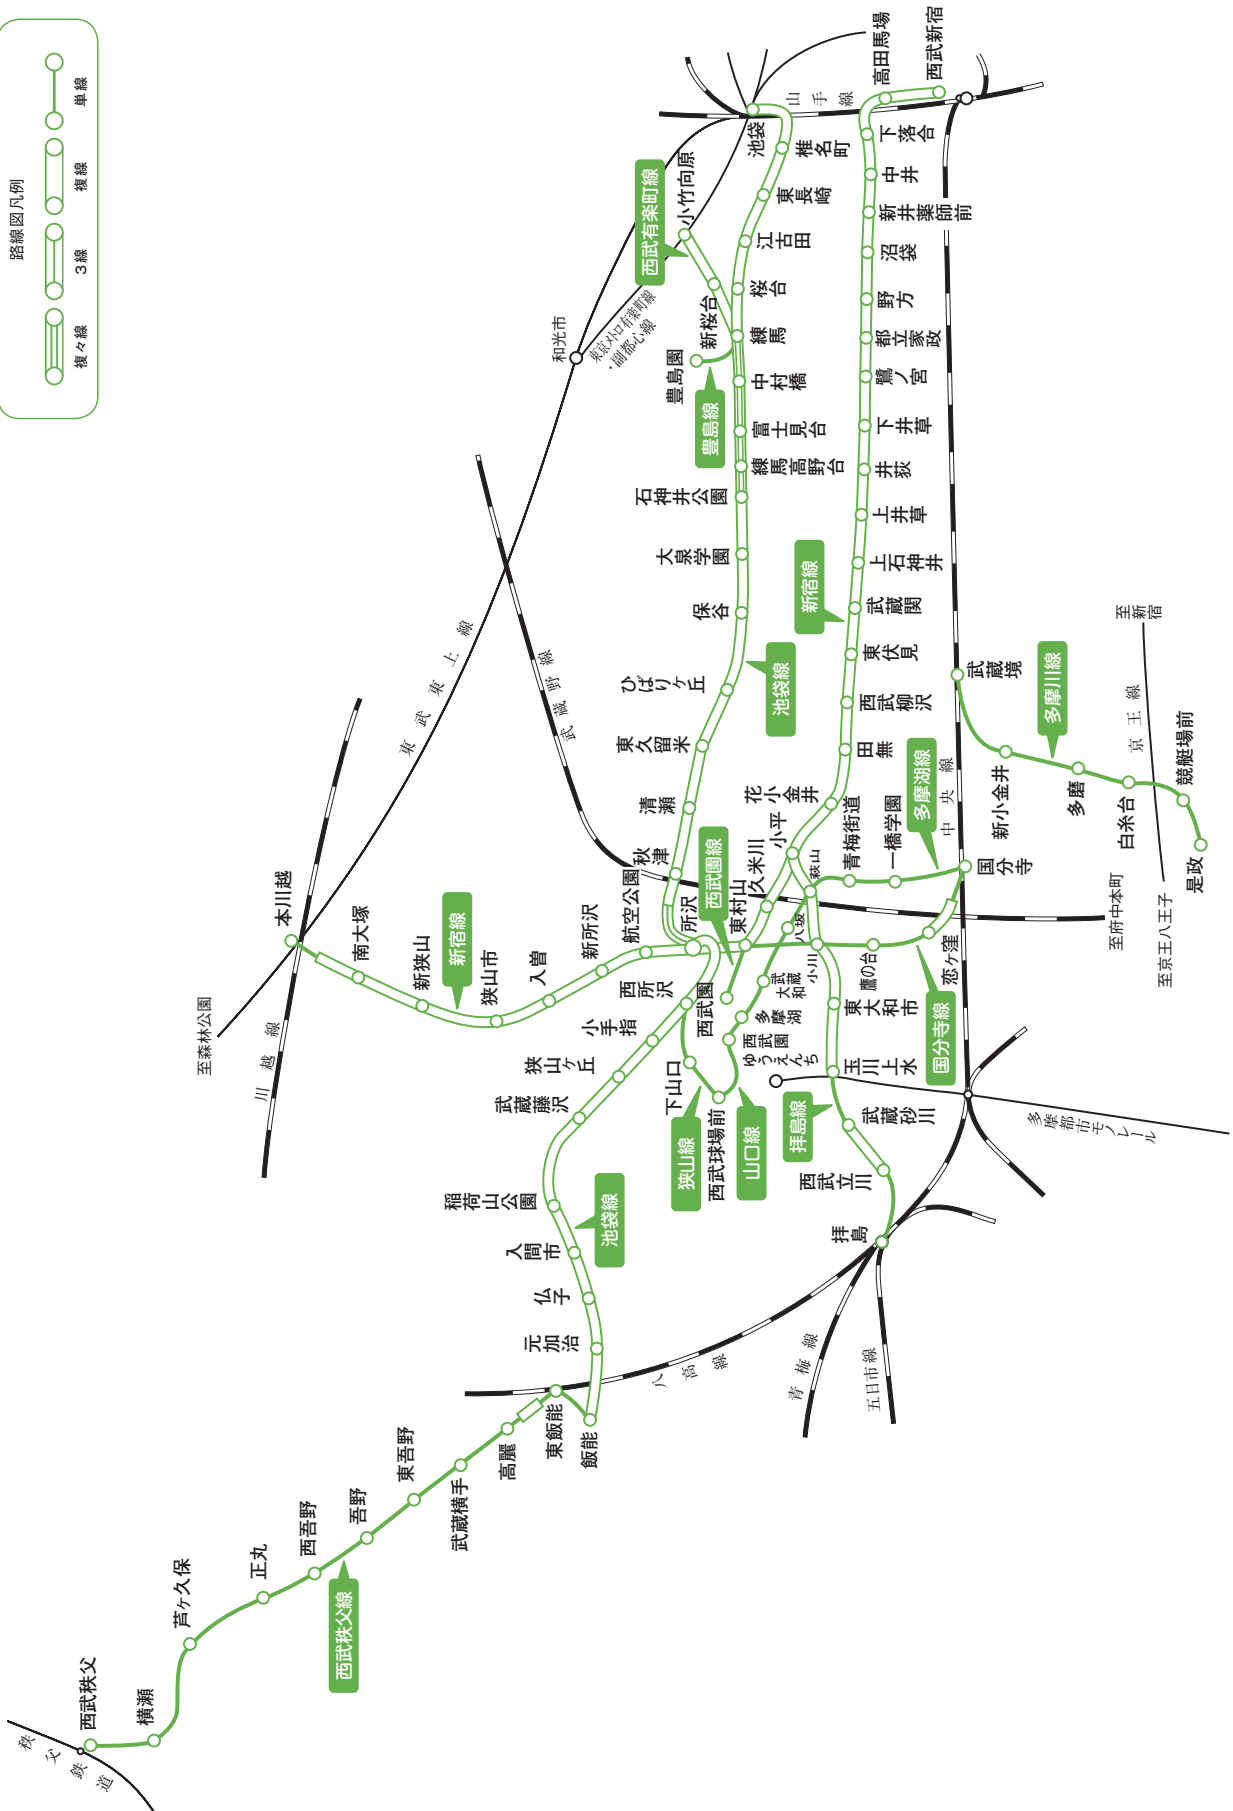 路線図凡例
単線
複線
3線
複々線
西武秩父
横瀬
芦ヶ久保
正丸
西吾野
吾野
東吾野
武蔵横手
高麗
東飯能
飯能
元加治
仏子
入間市
稲荷山公園
武蔵藤沢
狭山ヶ丘
小手指
西所沢
所沢
秋津
清瀬
東久留米
ひばりヶ丘
保谷
大泉学園
石神井公園
練馬高野台
富士見台
中村橋
練馬
桜台
江古田
東長崎
椎名町
池袋
豊島園
新桜台
小竹向原
本川越
南大塚
新狭山
狭山市
入曽
新所沢
航空公園
東村山
久米川
小平
花小金井
田無
西武柳沢
東伏見
武蔵関
上石神井
上井草
井荻
下井草
鷺ノ宮
都立家政
野方
沼袋
新井薬師前
中井
下落合
高田馬場
西武新宿
西武園
下山口
西武球場前
西武園
ゆうえんち
多摩湖
武蔵
大和
八坂
萩山
青梅街道
一橋学園
国分寺
恋ヶ窪
鷹の台
小川
東大和市
玉川上水
武蔵砂川
西武立川
拝島
武蔵境
新小金井
多磨
白糸台
競艇場前
是政
和光市
西武有楽町線
豊島線
池袋線
新宿線
多摩湖線
多摩川線
西武園線
国分寺線
新宿線
狭山線
山口線
拝島線
池袋線
西武秩父線
秩父鉄道
至森林公園
川越線
東武東上線
武蔵野線
東京メトロ有楽町線
・副都心線
山手線
中央線
京王線
至新宿
至府中本町
至京王八王子
多摩都市モノレール
八高線
青梅線
五日市線